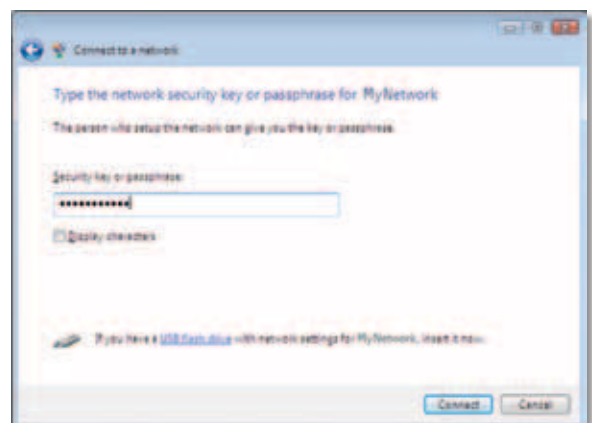 Connect to a network
Type the network security key or passphrase for MyNetwork
The person who setup the network can give you the key or passphrase.
Security key or passphrase:
•••••••••••
Display characters
If you have a USB flash drive with network settings for MyNetwork, insert it now.
Connect Cancel